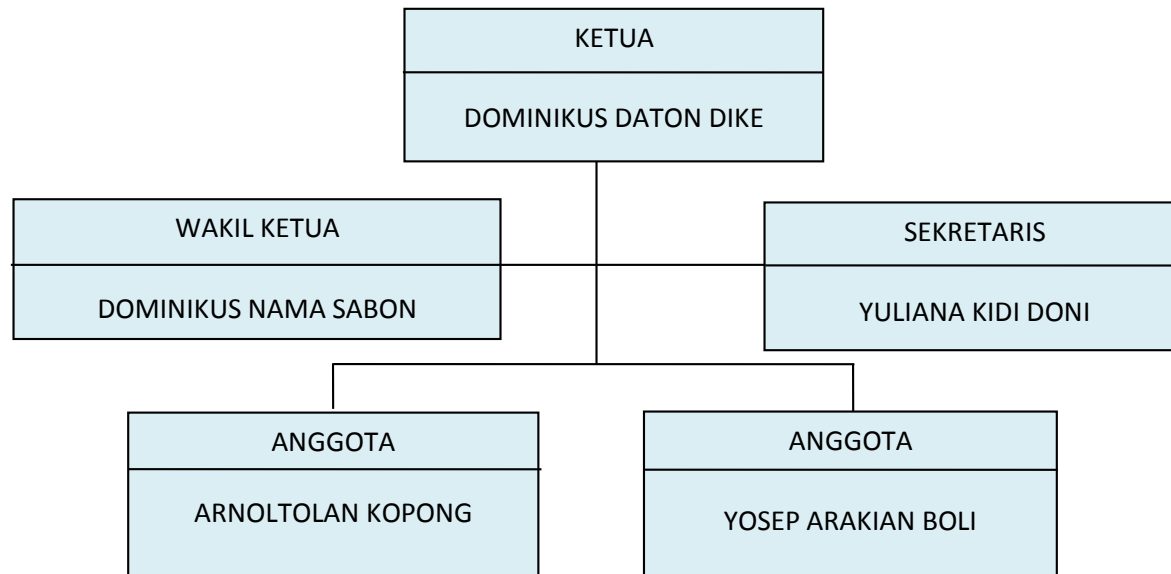 KETUA
DOMINIKUS DATON DIKE
WAKIL KETUA
DOMINIKUS NAMA SABON
SEKRETARIS
YULIANA KIDI DONI
ANGGOTA
ARNOLTOLAN KOPONG
ANGGOTA
YOSEP ARAKIAN BOLI